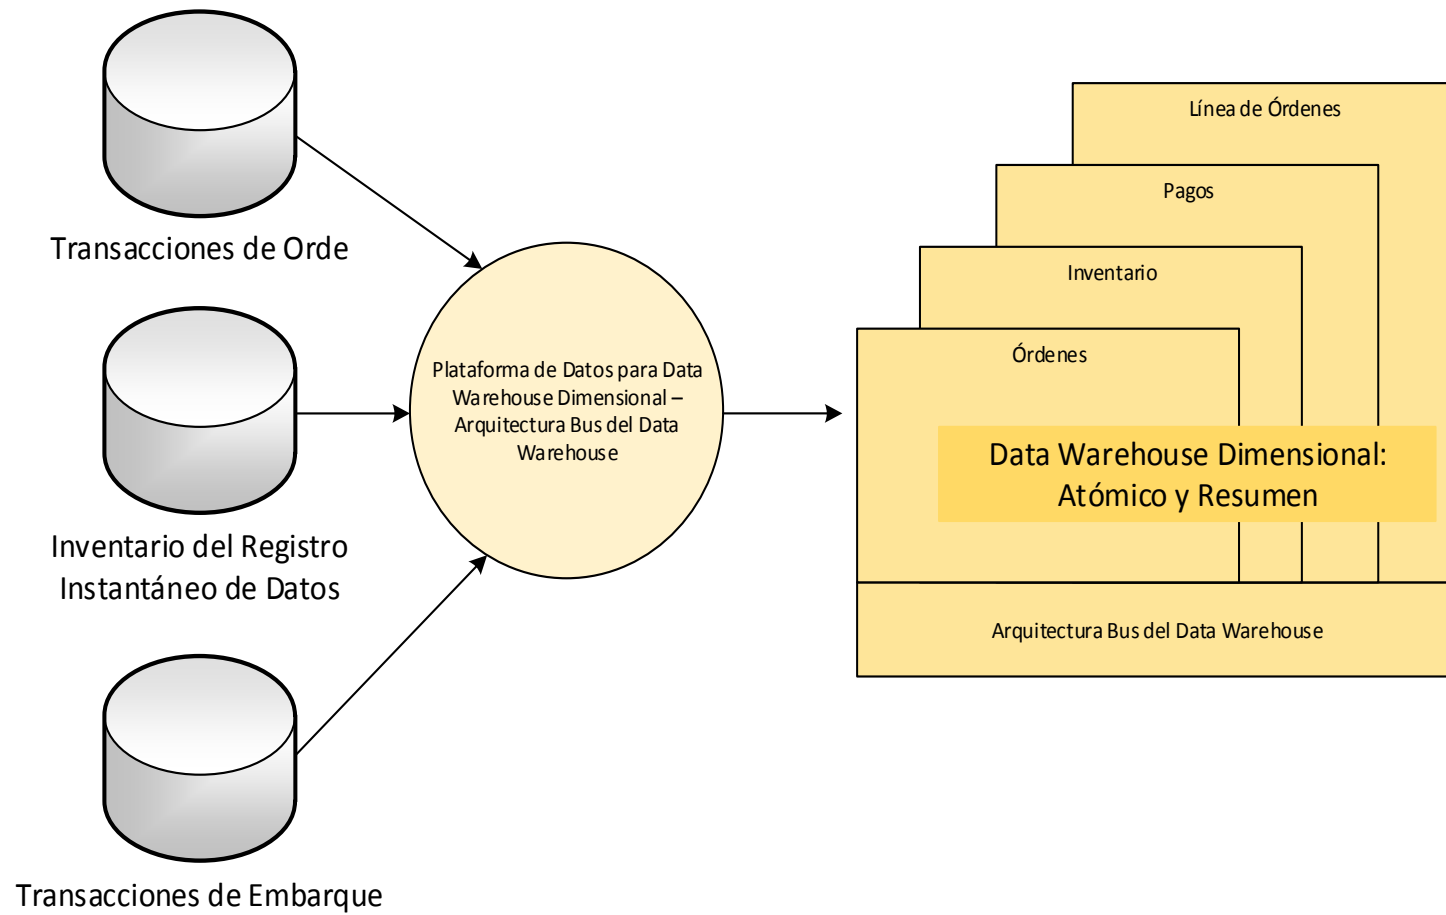 Transacciones de Orde
Inventario del Registro
Instantáneo de Datos
Transacciones de Embarque
Plataforma de Datos para Data
Warehouse Dimensional –
Arquitectura Bus del Data
Warehouse
Línea de Órdenes
Pagos
Inventario
Órdenes
Data Warehouse Dimensional:
Atómico y Resumen
Arquitectura Bus del Data Warehouse